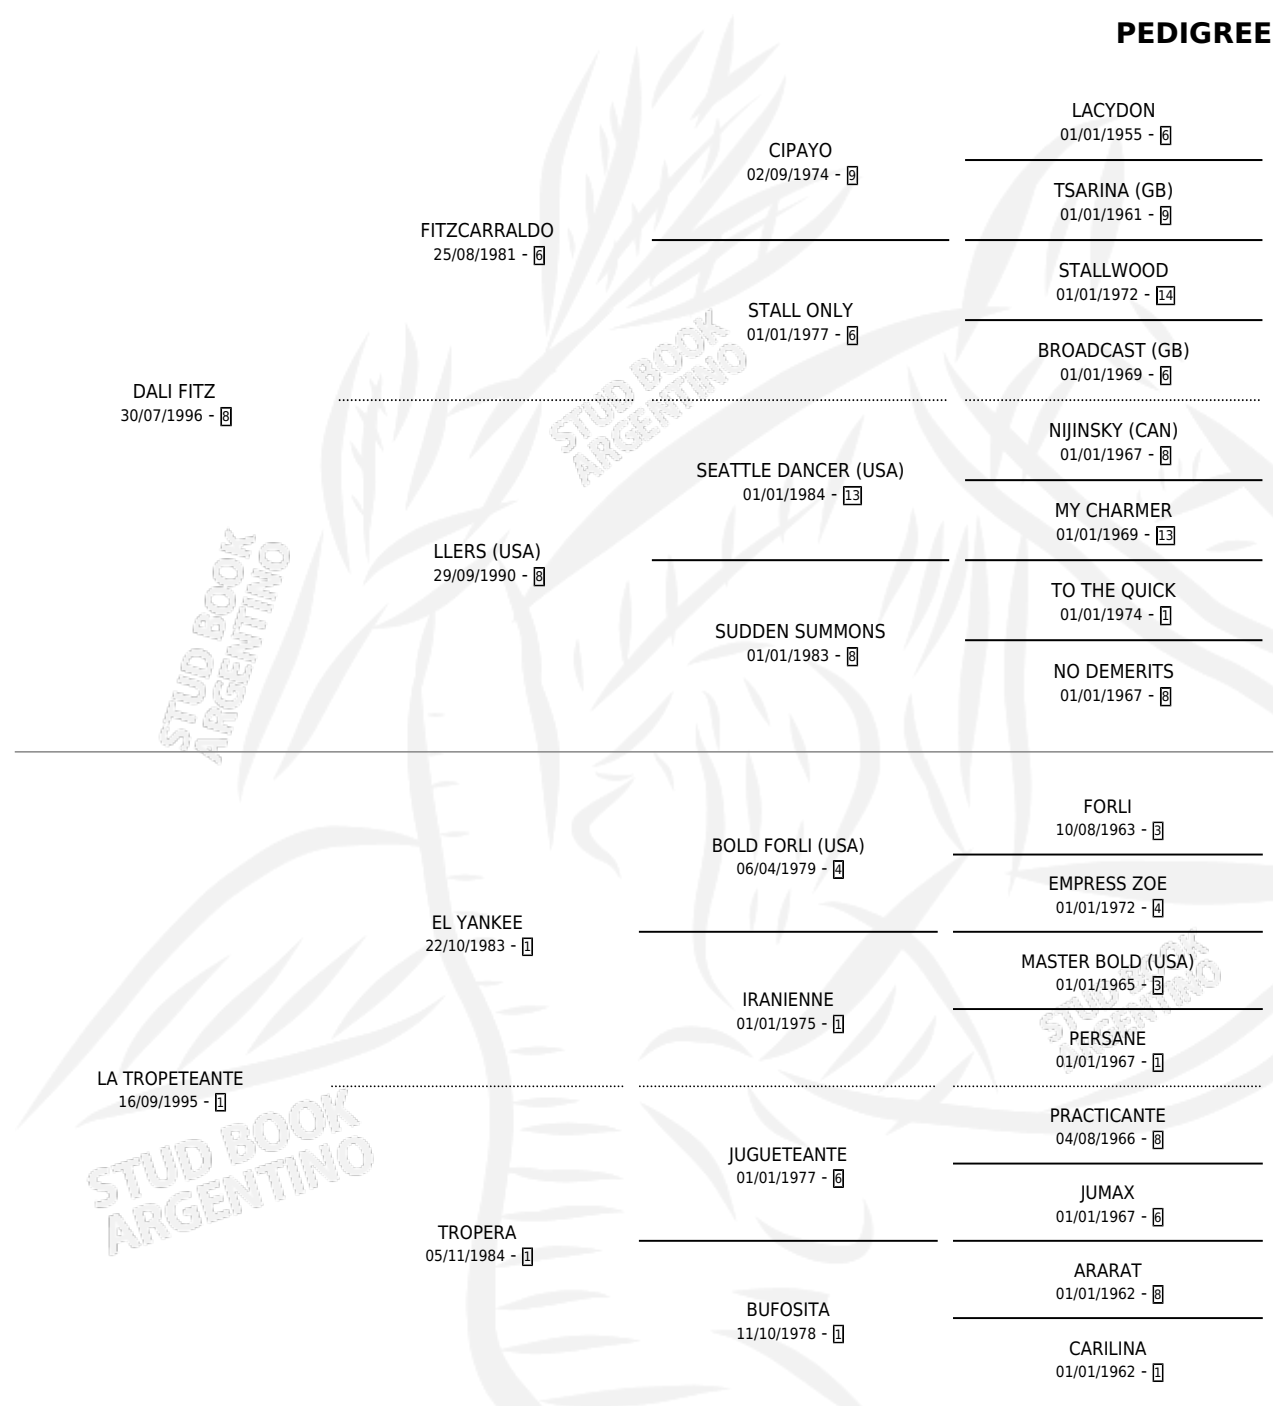 PEDIGREE
LACYDON
01/01/1955 - 6
CIPAYO
02/09/1974 - 9
TSARINA (GB)
01/01/1961 - 9
FITZCARRALDO
25/08/1981 - 6
STALLWOOD
01/01/1972 - 14
STALL ONLY
01/01/1977 - 6
BROADCAST (GB)
01/01/1969 - 6
DALI FITZ
30/07/1996 - 8
STUD BOOK
ARGENTINO
NIJINSKY (CAN)
01/01/1967 - 8
SEATTLE DANCER (USA)
01/01/1984 - 13
MY CHARMER
01/01/1969 - 13
LLERS (USA)
29/09/1990 - 8
TO THE QUICK
01/01/1974 - 1
SUDDEN SUMMONS
01/01/1983 - 8
NO DEMERITS
01/01/1967 - 8
STUD BOOK
ARGENTINO
FORLI
10/08/1963 - 3
BOLD FORLI (USA)
06/04/1979 - 4
EMPRESS ZOE
01/01/1972 - 4
EL YANKEE
22/10/1983 - 1
MASTER BOLD (USA)
01/01/1965 - 3
IRANIENNE
01/01/1975 - 1
PERSANE
01/01/1967 - 1
STUD BOOK
ARGENTINO
LA TROPETEANTE
16/09/1995 - 1
PRACTICANTE
04/08/1966 - 8
JUGUETEANTE
01/01/1977 - 6
JUMAX
01/01/1967 - 6
STUD BOOK
ARGENTINO
TROPERA
05/11/1984 - 1
ARARAT
01/01/1962 - 8
BUFOSITA
11/10/1978 - 1
CARILINA
01/01/1962 - 1